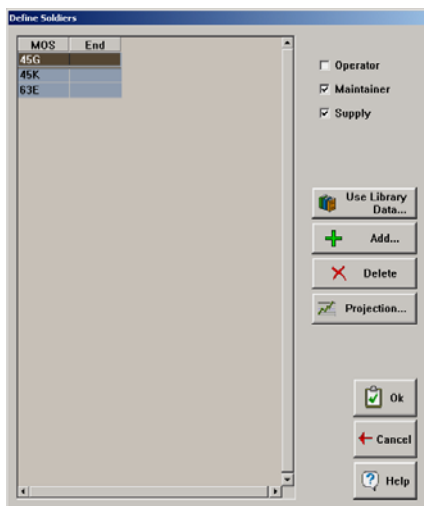 Define Soldiers
MOS End
45G
45K
63E
Operator
Maintainer
Supply
Use Library
Data...
Add...
Delete
Projection...
Ok
Cancel
Help